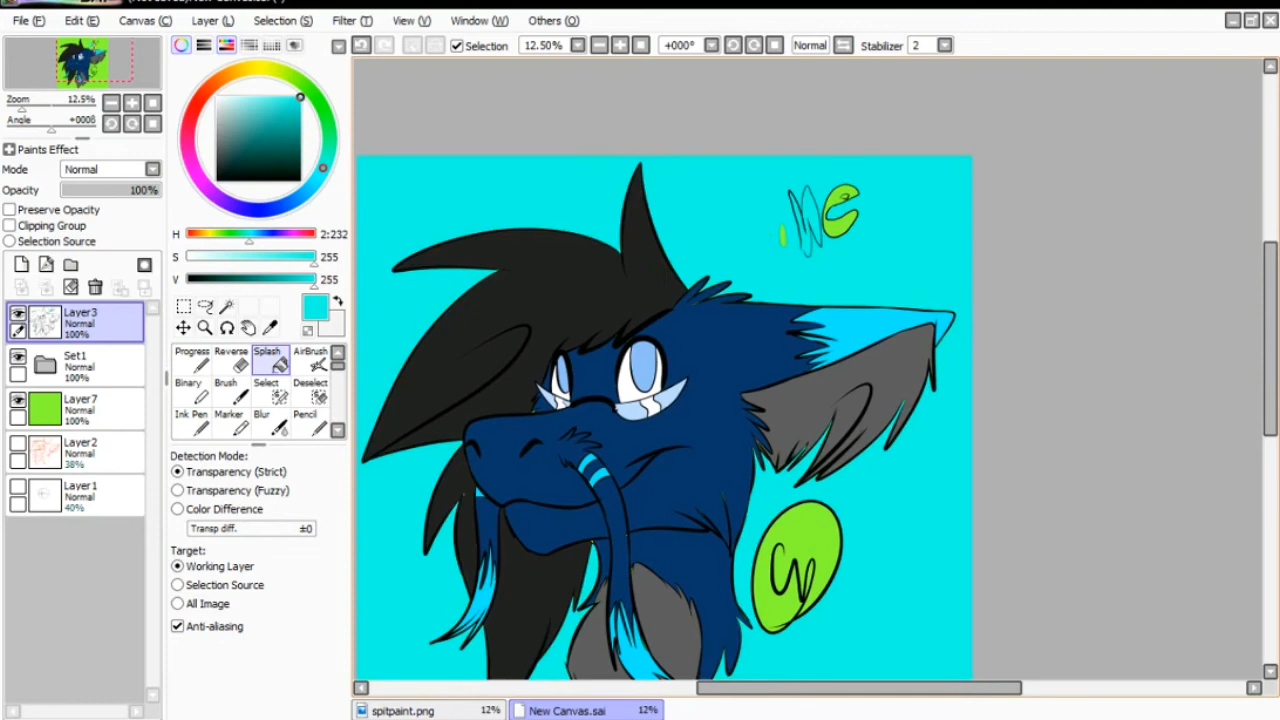 File (F) Edit (E) Canvas (C) Layer (L) Selection (S) Filter (T) View (V) Window (W) Others (O)
Selection 12.50% +000° Normal Stabilizer 2
Zoom 12.5%
Angle +000ß
Paints Effect
Mode Normal
Opacity 100%
Preserve Opacity
Clipping Group
Selection Source
Layer3
Normal
100%
Set1
Normal
100%
Layer7
Normal
100%
Layer2
Normal
38%
Layer1
Normal
40%
H 2:232
S 255
V 255
Progress Reverse Splash AirBrush
Binary Brush Select Deselect
Ink Pen Marker Blur Pencil
Detection Mode:
Transparency (Strict)
Transparency (Fuzzy)
Color Difference
Transp diff. ±0
Target:
Working Layer
Selection Source
All Image
Anti-aliasing
Me
spitpaint.png 12% New Canvas.sai 12%